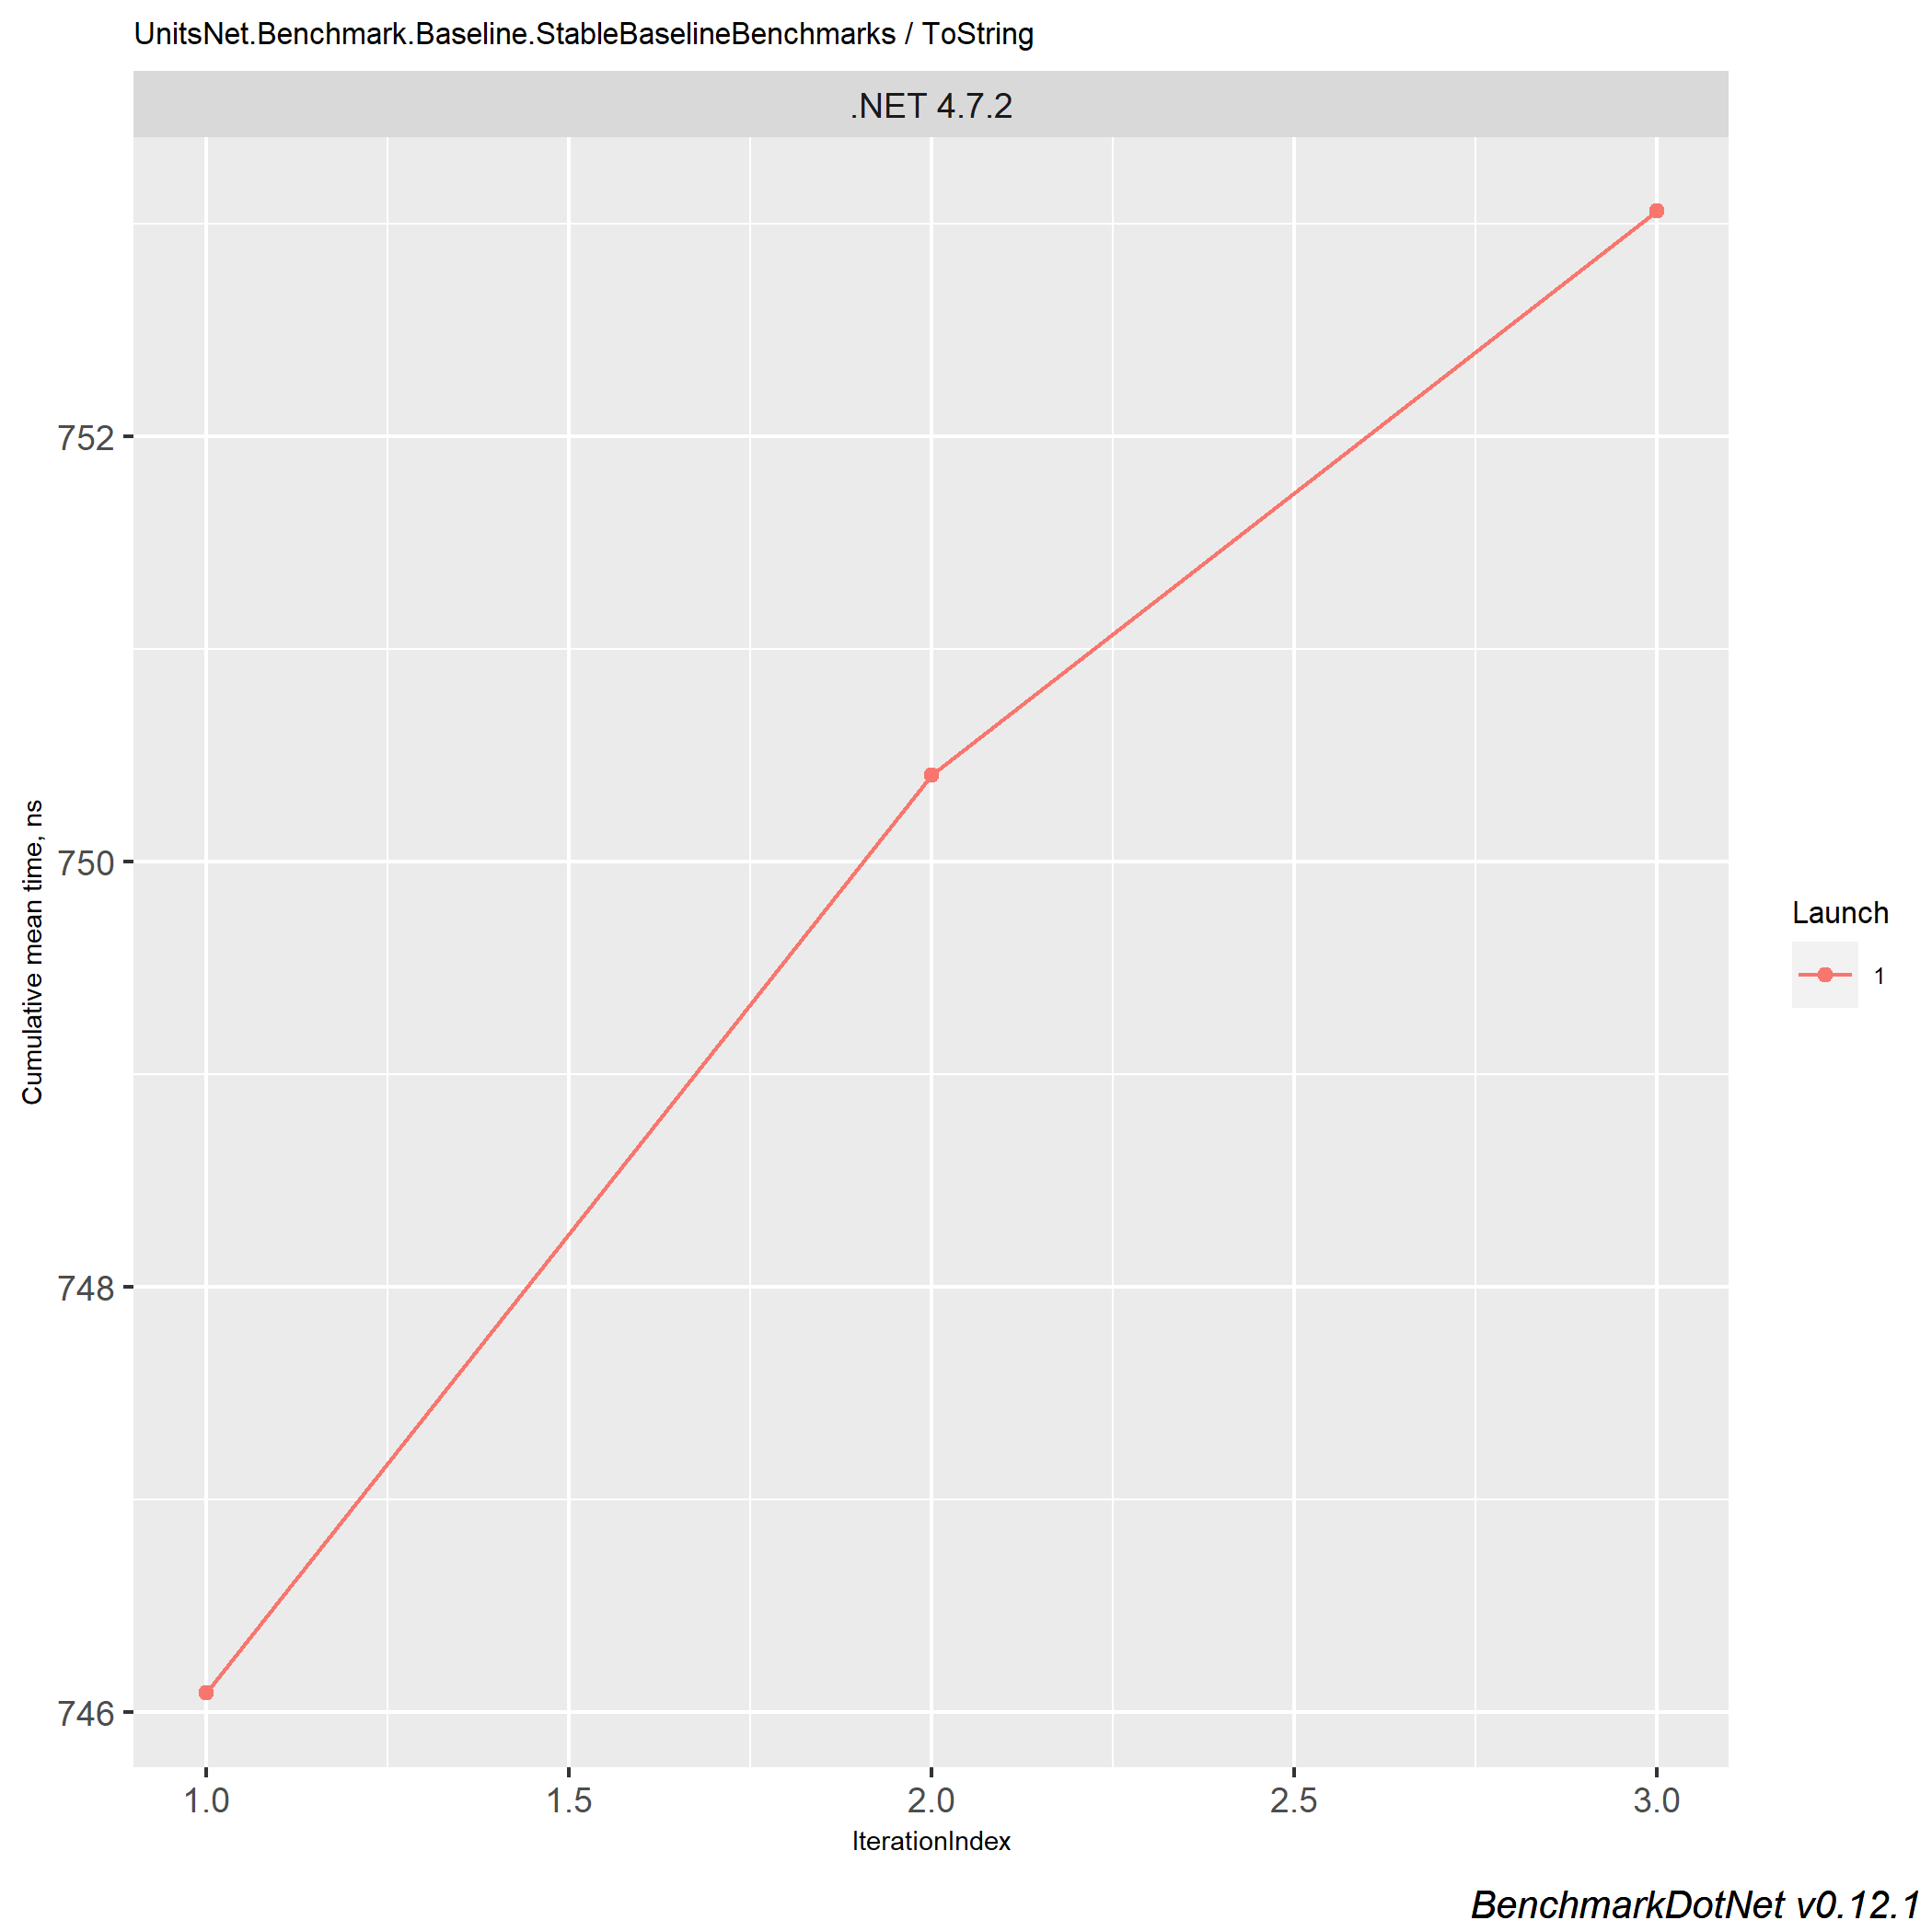 UnitsNet.Benchmark.Baseline.StableBaselineBenchmarks / ToString
.NET 4.7.2
752
750
748
746
Cumulative mean time, ns
1.0 1.5 2.0 2.5 3.0
IterationIndex
Launch
1
BenchmarkDotNet v0.12.1